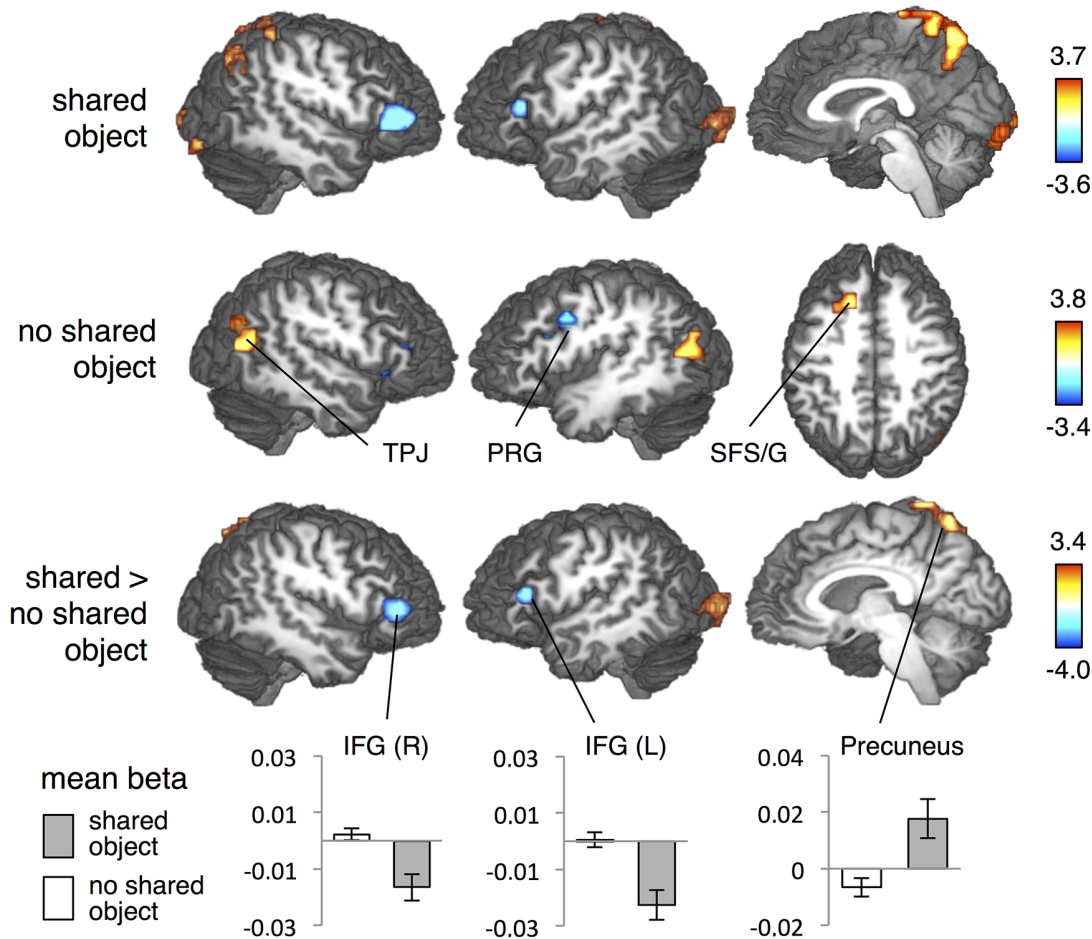 shared
object
3.7
-3.6
no shared
object
3.8
-3.4
TPJ
PRG
SFS/G
shared >
no shared
object
3.4
-4.0
mean beta
shared
object
no shared
object
IFG (R)
0.03
0.01
-0.01
-0.03
IFG (L)
0.03
0.01
-0.01
-0.03
Precuneus
0.04
0.02
0
-0.02